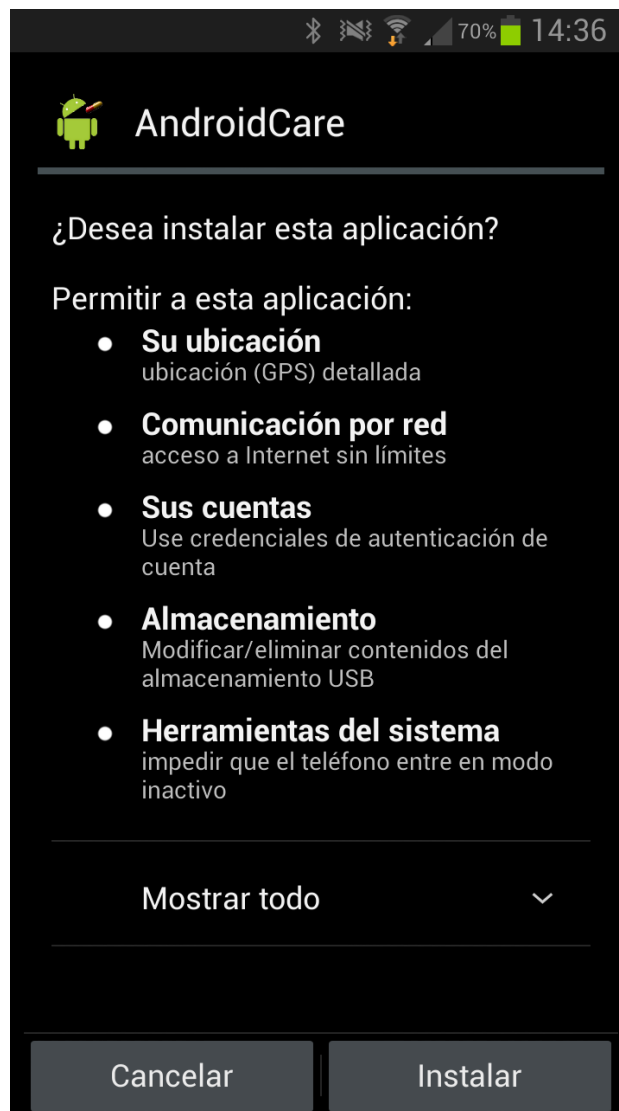 70% 14:36
AndroidCare
¿Desea instalar esta aplicación?
Permitir a esta aplicación:
Su ubicación
ubicación (GPS) detallada
Comunicación por red
acceso a Internet sin límites
Sus cuentas
Use credenciales de autenticación de
cuenta
Almacenamiento
Modificar/eliminar contenidos del
almacenamiento USB
Herramientas del sistema
impedir que el teléfono entre en modo
inactivo
Mostrar todo
Cancelar Instalar